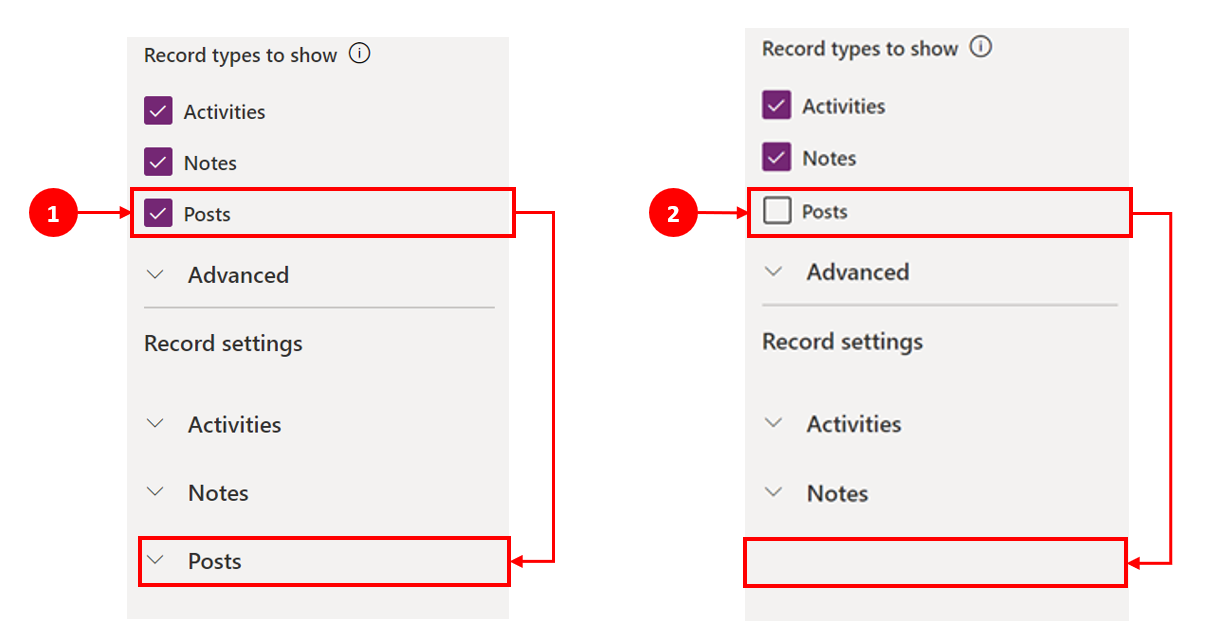 Record types to show
Activities
Notes
1
Posts
Advanced
Record settings
Activities
Notes
Posts
Record types to show
Activities
Notes
2
Posts
Advanced
Record settings
Activities
Notes